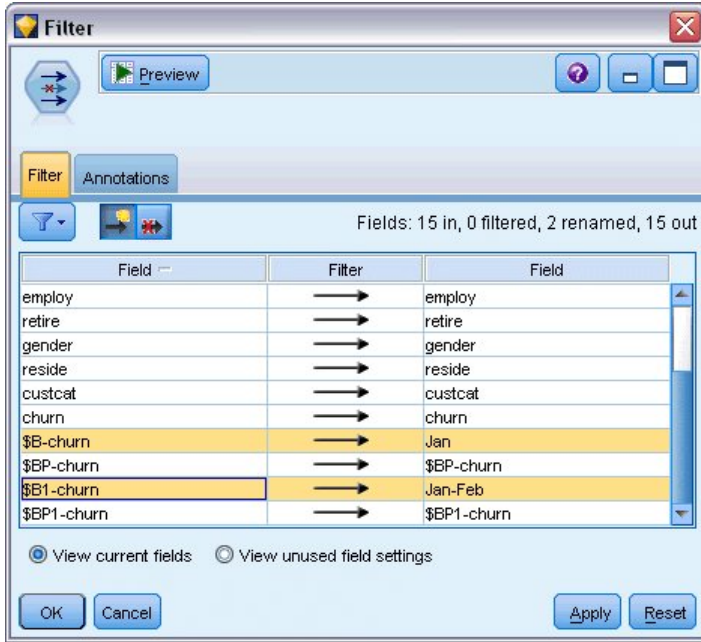 Filter
Preview
Filter Annotations
Fields: 15 in, 0 filtered, 2 renamed, 15 out
Field Filter Field
employ employ
retire retire
gender gender
reside reside
custcat custcat
churn churn
$B-churn Jan
$BP-churn $BP-churn
$B1-churn Jan-Feb
$BP1-churn $BP1-churn
View current fields View unused field settings
OK Cancel Apply Reset